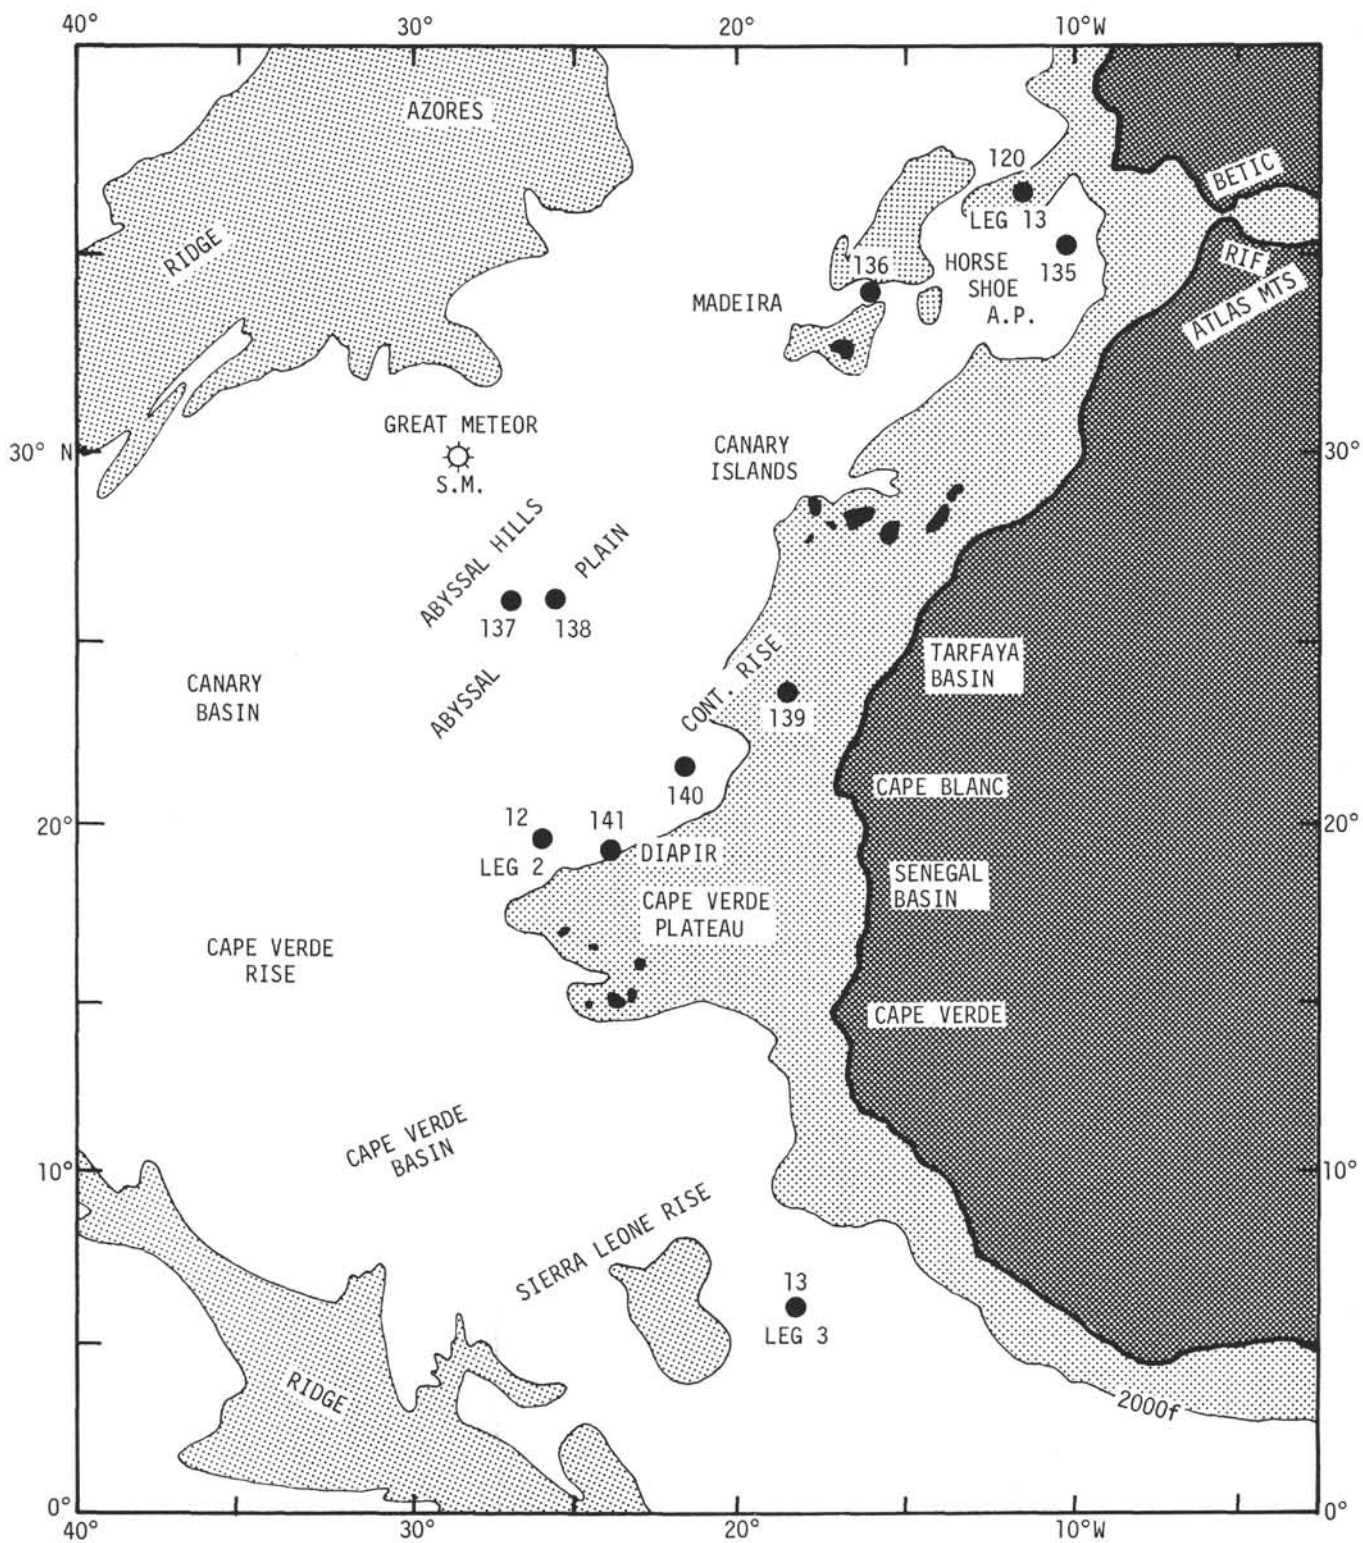 40°
30°
20°
10°W
AZORES
120
BETIC
LEG 13
RIDGE
136
HORSE
SHOE
A.P.
135
RIF
ATLAS MTS
MADEIRA
GREAT METEOR
S.M.
30° N
30°
CANARY
ISLANDS
ABYSSAL HILLS
PLAIN
137
138
TARFAYA
BASIN
CONT. RISE
139
CANARY
BASIN
ABYSSAL
140
CAPE BLANC
12
141
20°
20°
LEG 2
DIAPIR
SENEGAL
BASIN
CAPE VERDE
PLATEAU
CAPE VERDE
RISE
CAPE VERDE
CAPE VERDE
BASIN
10°
10°
SIERRA LEONE RISE
13
LEG 3
RIDGE
2000f
0°
0°
40°
30°
20°
10°W